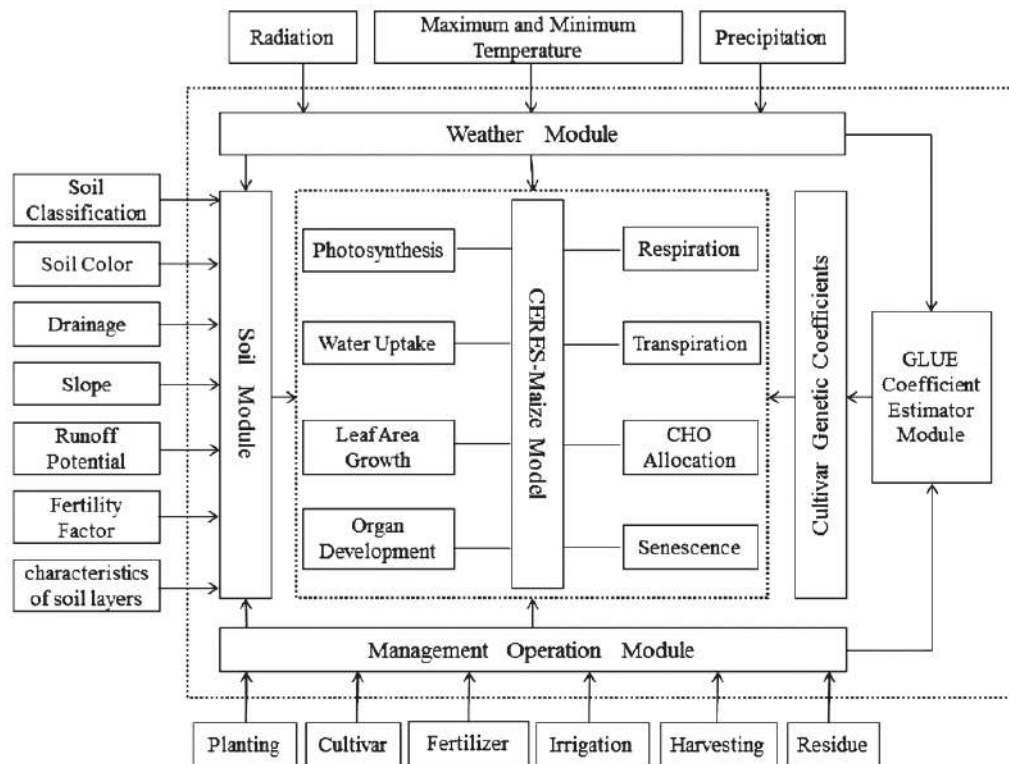 Radiation
Maximum and Minimum
Temperature
Precipitation
Weather Module
Soil
Classification
Soil Color
Drainage
Slope
Runoff
Potential
Fertility
Factor
characteristics
of soil layers
Soil Module
Photosynthesis
Water Uptake
Leaf Area
Growth
Organ
Development
CERES-Maize Model
Respiration
Transpiration
CHO
Allocation
Senescence
Cultivar Genetic Coefficients
GLUE
Coefficient
Estimator
Module
Management Operation Module
Planting
Cultivar
Fertilizer
Irrigation
Harvesting
Residue